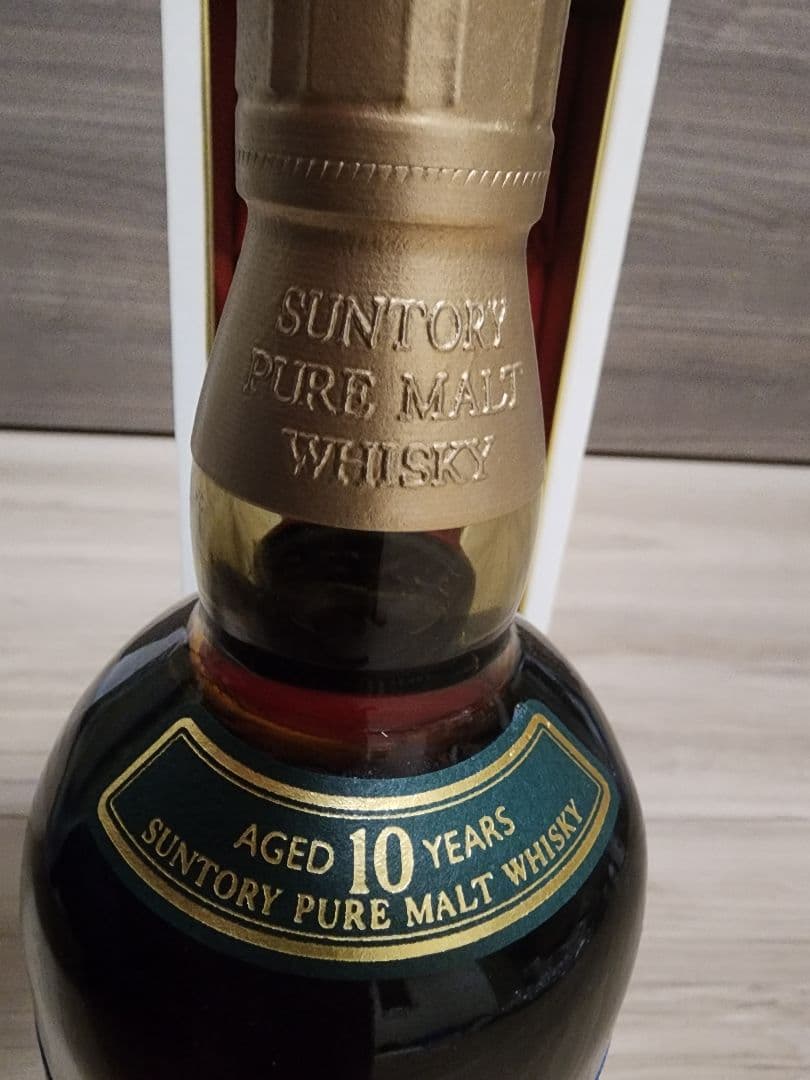 SUNTORY
PURE MALT
WHISKY
AGED 10 YEARS
SUNTORY PURE MALT WHISKY